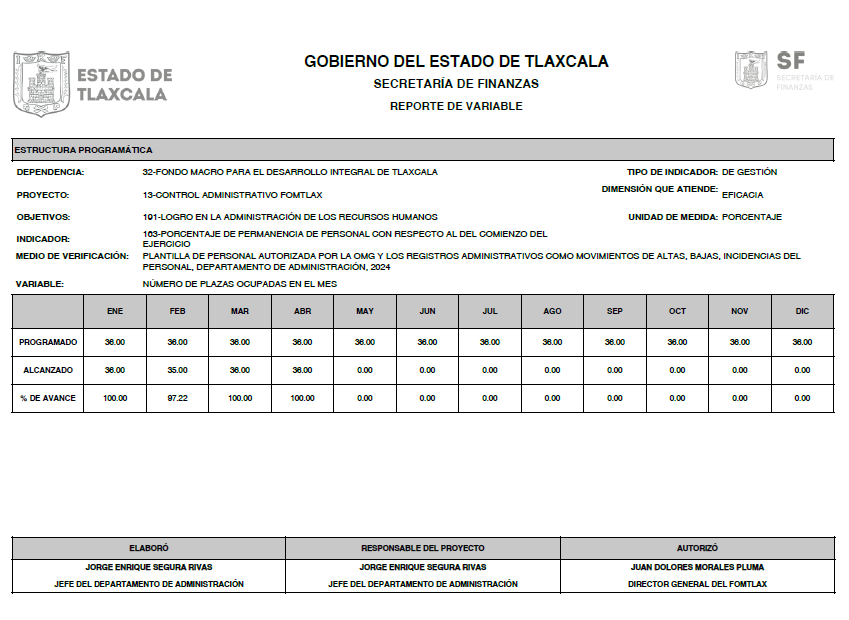 GOBIERNO DEL ESTADO DE TLAXCALA
ESTADO DE
TLAXCALA
SECRETARÍA DE FINANZAS
REPORTE DE VARIABLE
SF
SECRETARÍA DE
FINANZAS
ESTRUCTURA PROGRAMÁTICA
DEPENDENCIA: 32-FONDO MACRO PARA EL DESARROLLO INTEGRAL DE TLAXCALA TIPO DE INDICADOR: DE GESTIÓN
PROYECTO: 13-CONTROL ADMINISTRATIVO FOMTLAX DIMENSIÓN QUE ATIENDE: EFICACIA
OBJETIVOS: 191-LOGRO EN LA ADMINISTRACIÓN DE LOS RECURSOS HUMANOS UNIDAD DE MEDIDA: PORCENTAJE
INDICADOR: 163-PORCENTAJE DE PERMANENCIA DE PERSONAL CON RESPECTO AL DEL COMIENZO DEL
EJERCICIO
MEDIO DE VERIFICACIÓN: PLANTILLA DE PERSONAL AUTORIZADA POR LA OMG Y LOS REGISTROS ADMINISTRATIVOS COMO MOVIMIENTOS DE ALTAS, BAJAS, INCIDENCIAS DEL
PERSONAL, DEPARTAMENTO DE ADMINISTRACIÓN, 2024
VARIABLE: NÚMERO DE PLAZAS OCUPADAS EN EL MES
ENE FEB MAR ABR MAY JUN JUL AGO SEP OCT NOV DIC
PROGRAMADO 36.00 36.00 36.00 36.00 36.00 36.00 36.00 36.00 36.00 36.00 36.00 36.00
ALCANZADO 36.00 35.00 36.00 36.00 0.00 0.00 0.00 0.00 0.00 0.00 0.00 0.00
% DE AVANCE 100.00 97.22 100.00 100.00 0.00 0.00 0.00 0.00 0.00 0.00 0.00 0.00
ELABORÓ RESPONSABLE DEL PROYECTO AUTORIZÓ
JORGE ENRIQUE SEGURA RIVAS JORGE ENRIQUE SEGURA RIVAS JUAN DOLORES MORALES PLUMA
JEFE DEL DEPARTAMENTO DE ADMINISTRACIÓN JEFE DEL DEPARTAMENTO DE ADMINISTRACIÓN DIRECTOR GENERAL DEL FOMTLAX